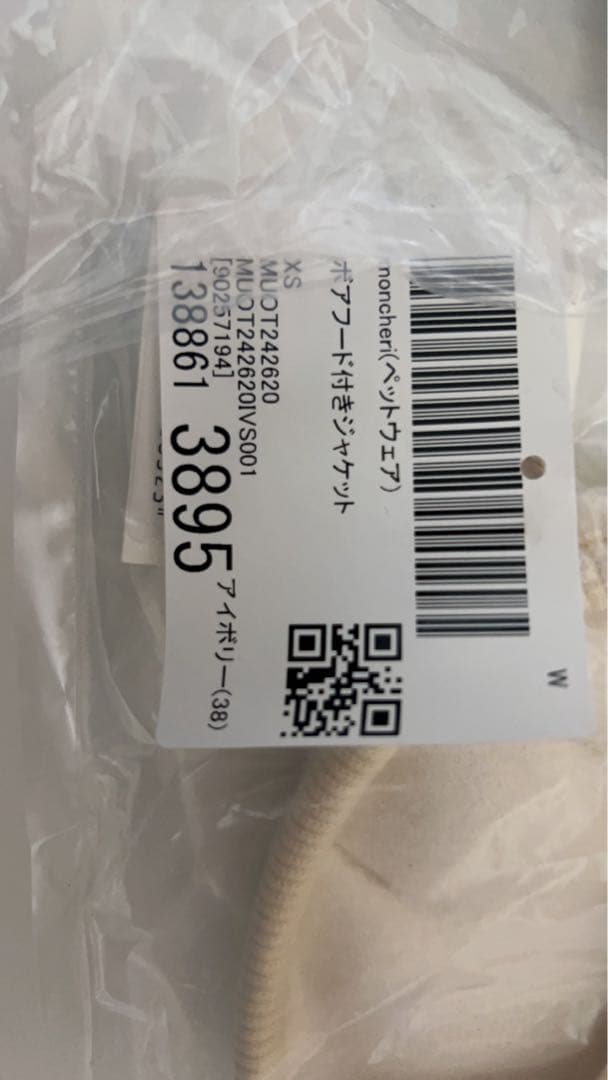 W
moncheri(ペットウェア)
ボアフード付きジャケット
XS
MUOT242620
MUOT242620IVS001
[90257194]
アイボリー(38)
138861 3895